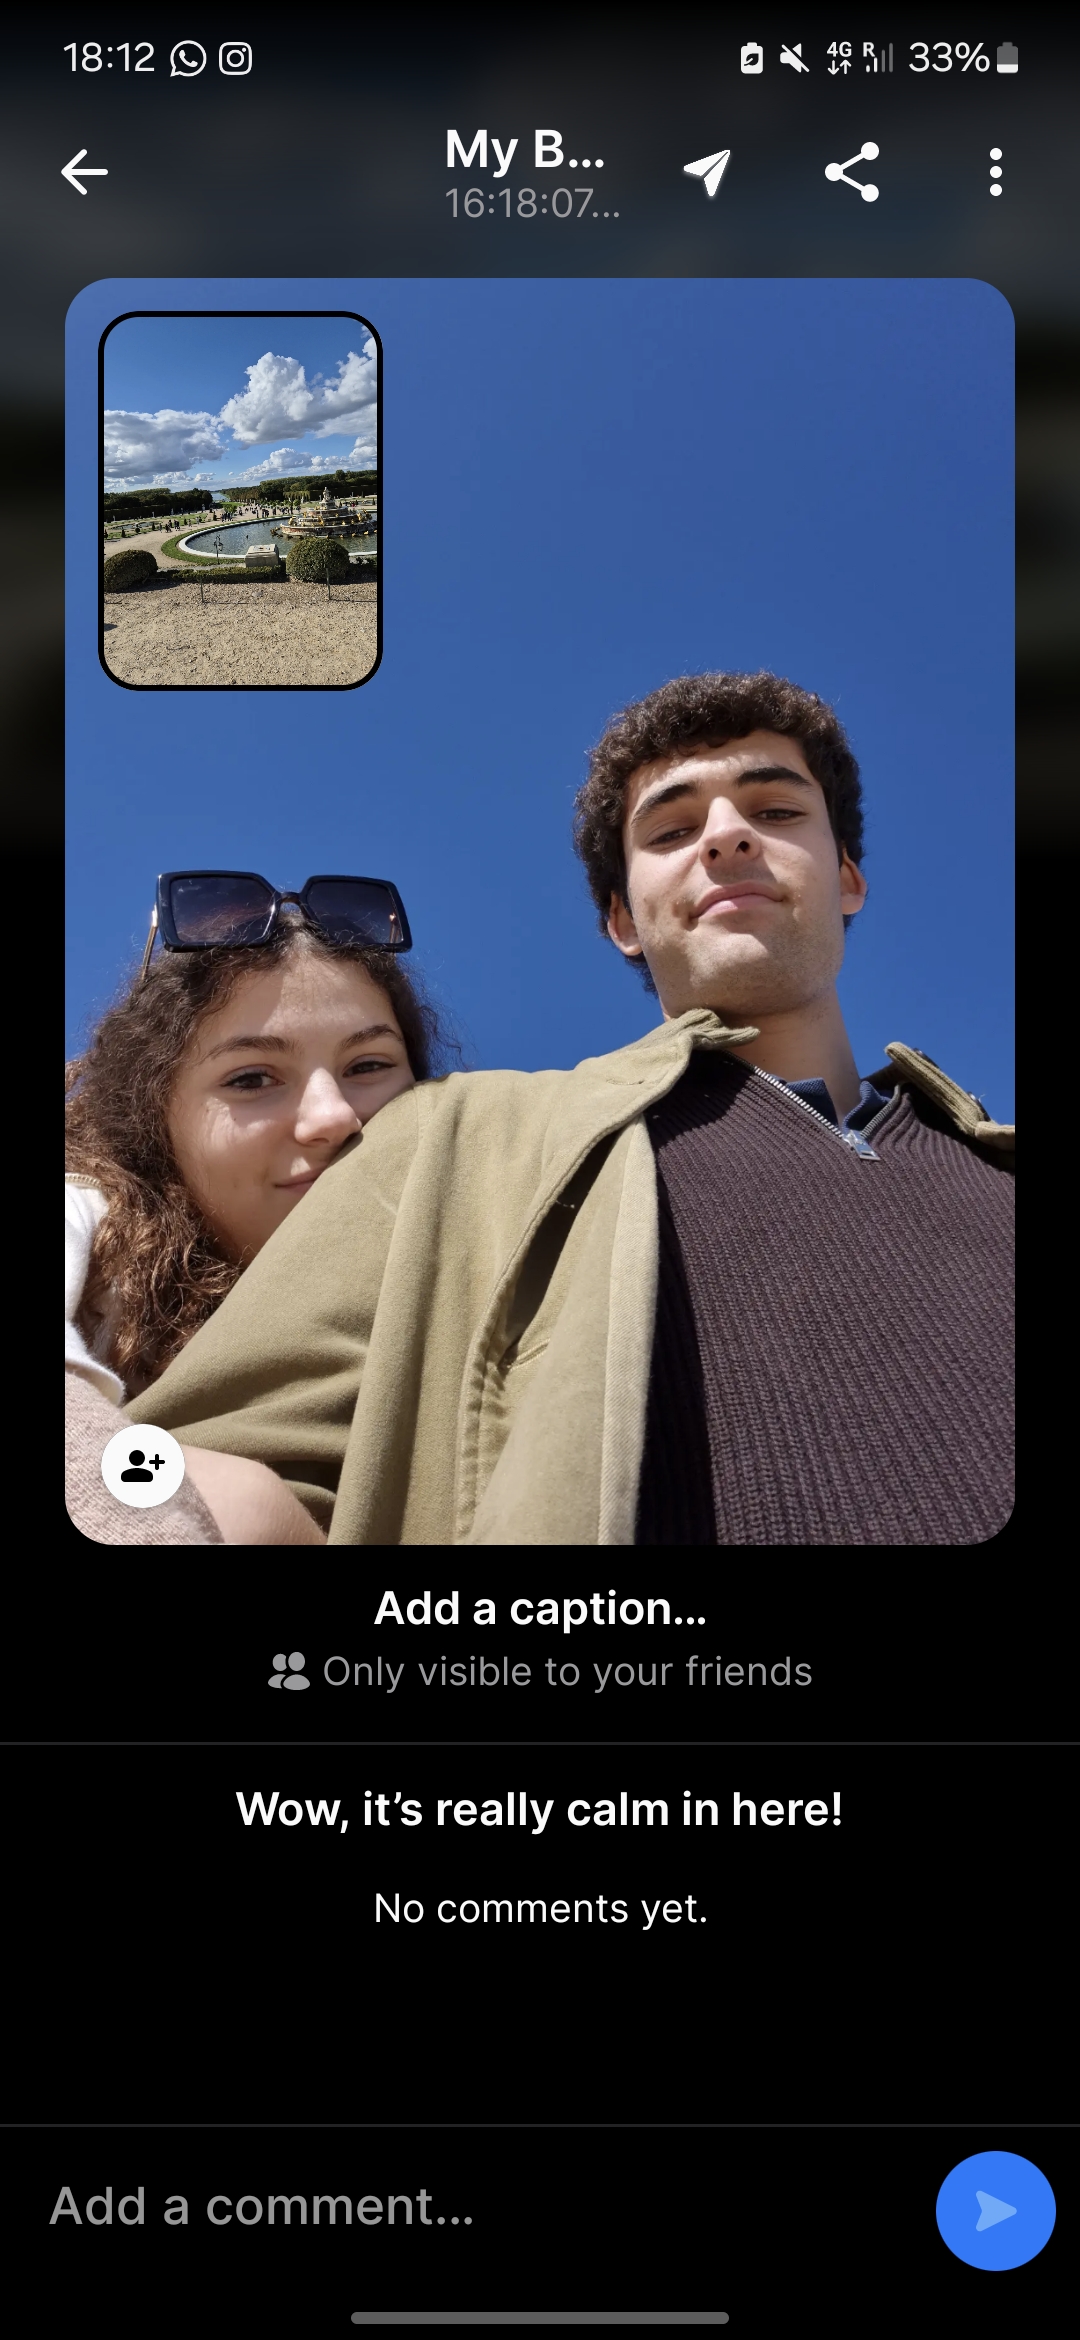 18:12
4G
R
33%
My B...
16:18:07...
Add a caption...
Only visible to your friends
Wow, it’s really calm in here!
No comments yet.
Add a comment...